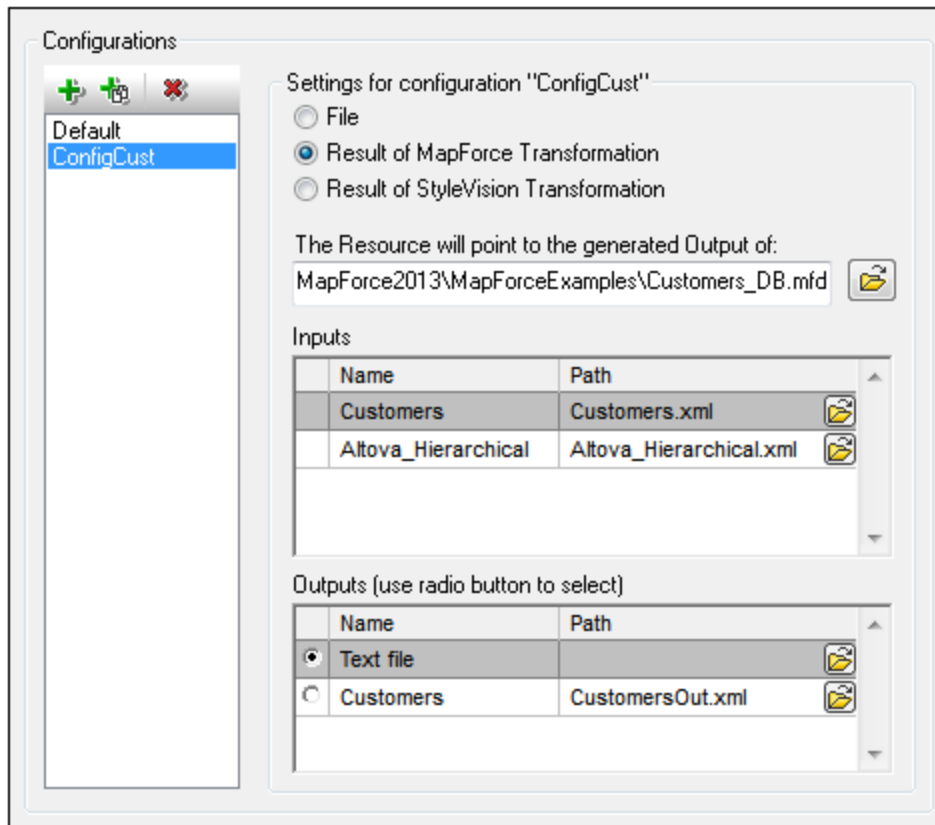 Configurations
Default
ConfigCust
Settings for configuration "ConfigCust"
File
Result of MapForce Transformation
Result of StyleVision Transformation
The Resource will point to the generated Output of:
MapForce2013\MapForceExamples\Customers_DB.mfd
Inputs
Name Path
Customers Customers.xml
Altova_Hierarchical Altova_Hierarchical.xml
Outputs (use radio button to select)
Name Path
Text file
Customers CustomersOut.xml